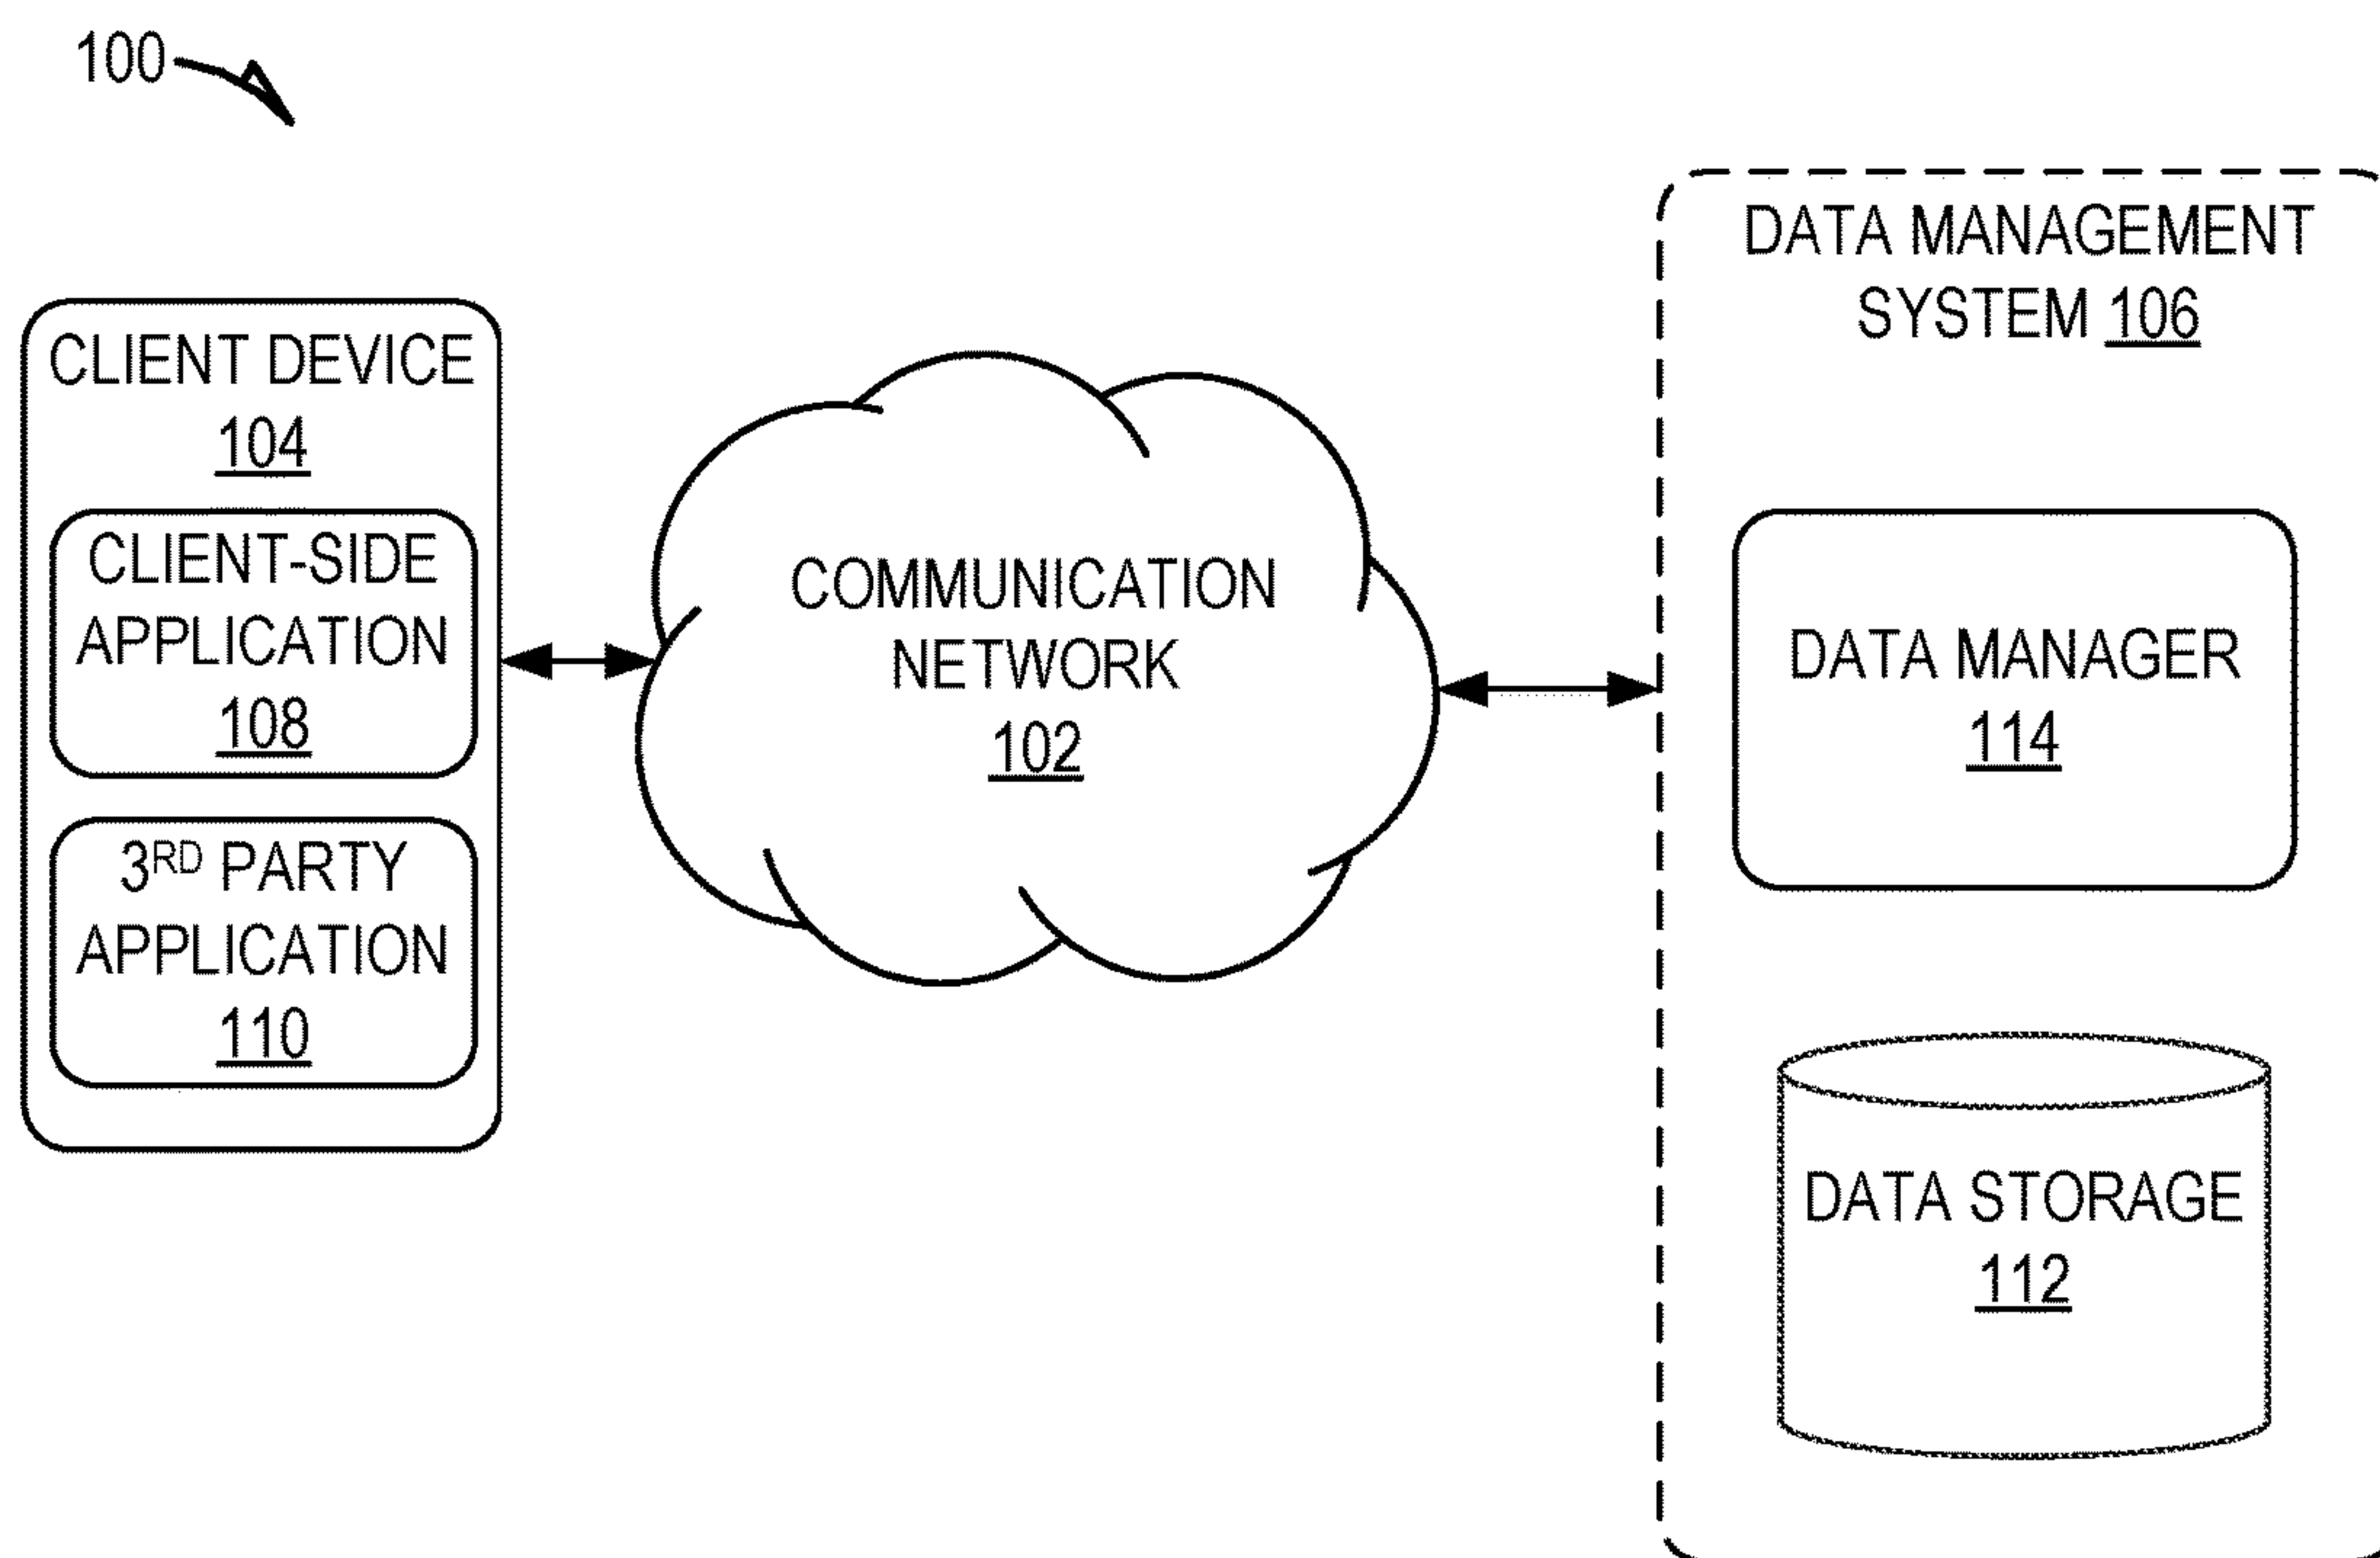 100
CLIENT DEVICE
104
CLIENT-SIDE
APPLICATION
108
3RD PARTY
APPLICATION
110
COMMUNICATION
NETWORK
102
DATA MANAGEMENT
SYSTEM 106
DATA MANAGER
114
DATA STORAGE
112